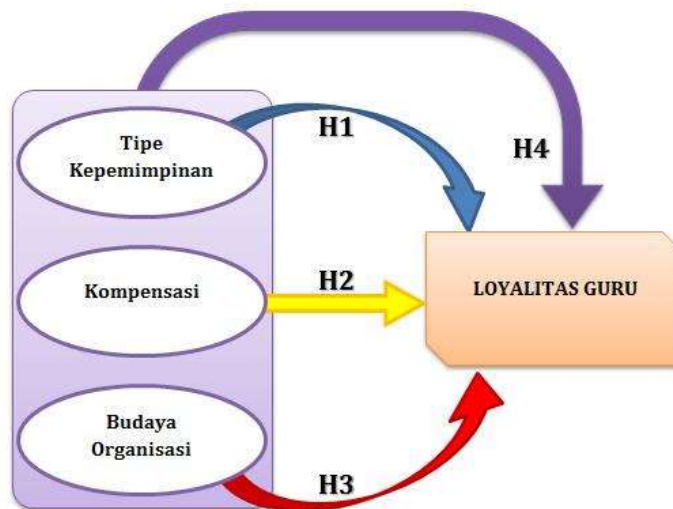 Tipe
Kepemimpinan
H1
H4
Kompensasi
H2
LOYALITAS GURU
Budaya
Organisasi
H3